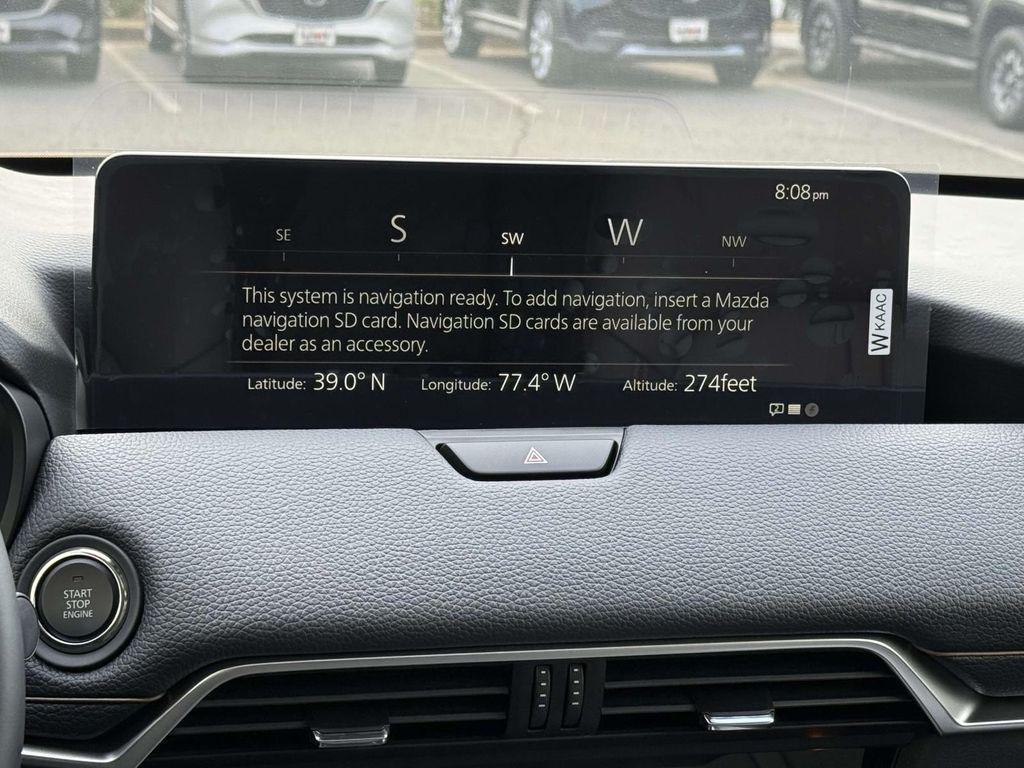 8:08pm
SE S SW W NW
This system is navigation ready. To add navigation, insert a Mazda
navigation SD card. Navigation SD cards are available from your
dealer as an accessory.
Latitude: 39.0° N Longitude: 77.4° W Altitude: 274feet
WKAAC
2
START
STOP
ENGINE